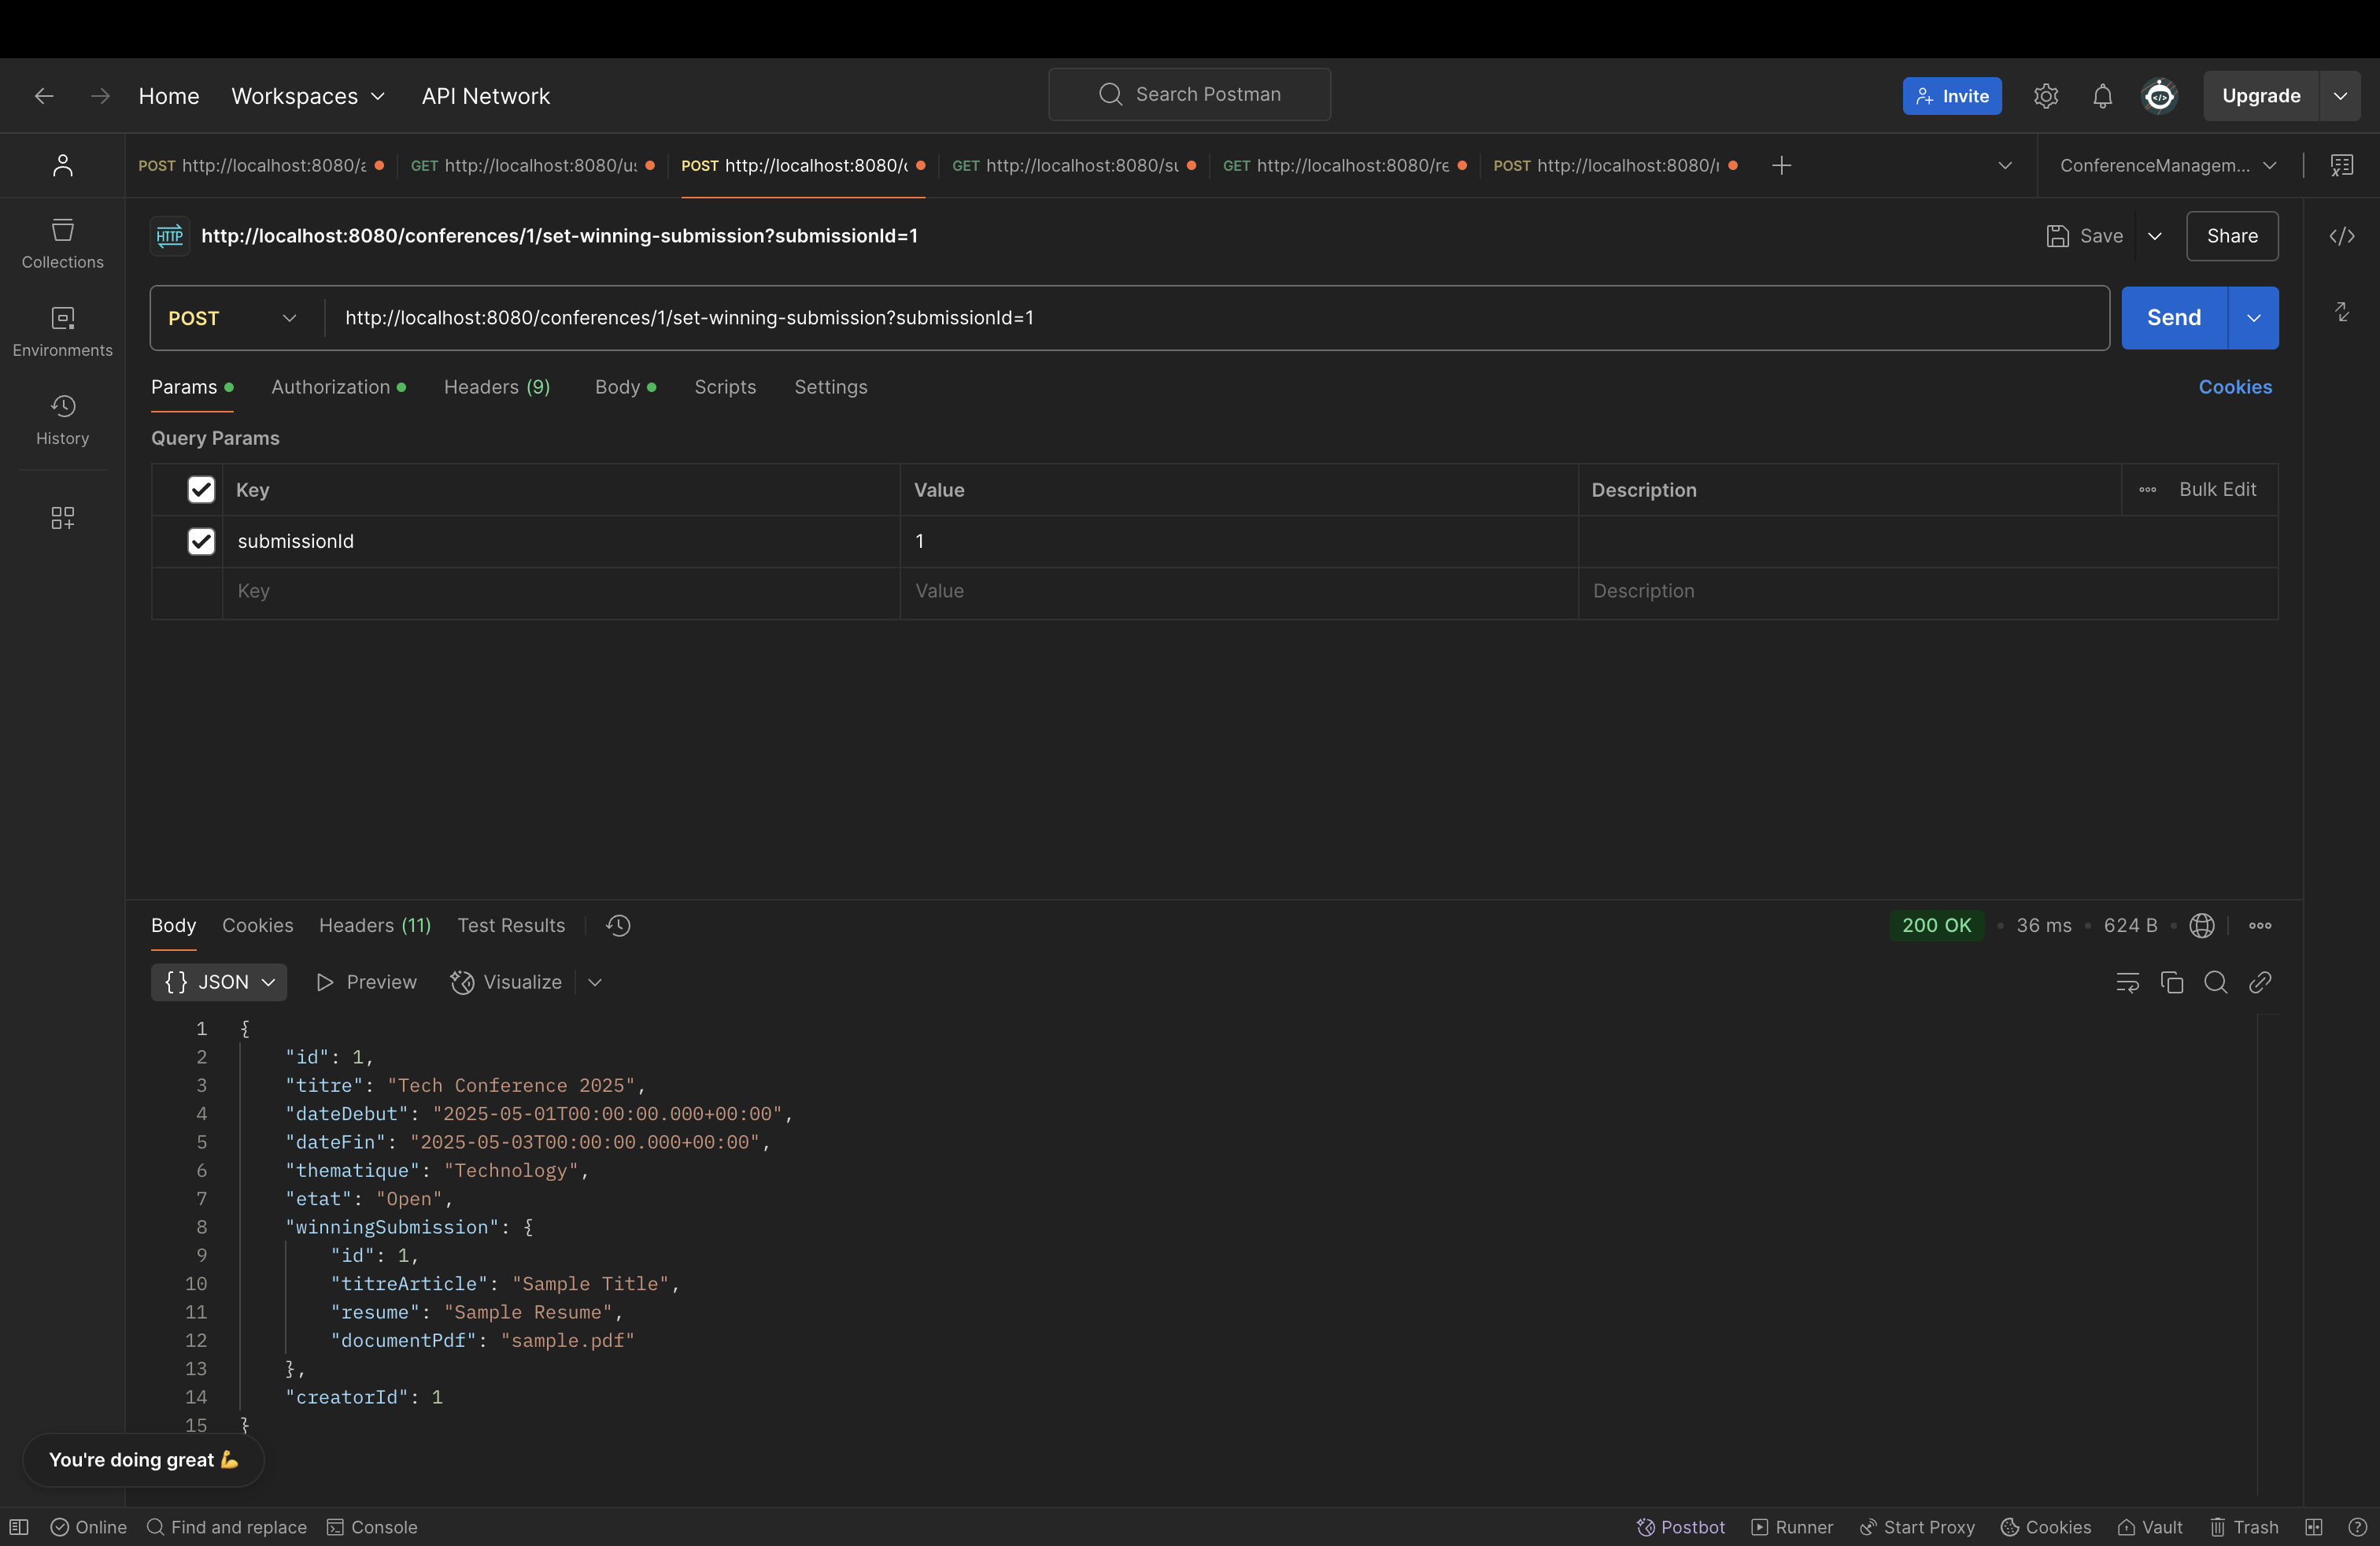 Home Workspaces API Network Search Postman Invite Upgrade
POST http://localhost:8080/a GET http://localhost:8080/us POST http://localhost:8080/c GET http://localhost:8080/su GET http://localhost:8080/re POST http://localhost:8080/r ConferenceManagem...
HTTP http://localhost:8080/conferences/1/set-winning-submission?submissionId=1 Save Share
Collections
POST http://localhost:8080/conferences/1/set-winning-submission?submissionId=1 Send
Environments
Params Authorization Headers (9) Body Scripts Settings Cookies
History
Query Params
Key Value Description Bulk Edit
submissionId 1
Key Value Description
Body Cookies Headers (11) Test Results 200 OK 36 ms 624 B
{} JSON Preview Visualize
1 {
2 "id": 1,
3 "titre": "Tech Conference 2025",
4 "dateDebut": "2025-05-01T00:00:00.000+00:00",
5 "dateFin": "2025-05-03T00:00:00.000+00:00",
6 "thematique": "Technology",
7 "etat": "Open",
8 "winningSubmission": {
9 "id": 1,
10 "titreArticle": "Sample Title",
11 "resume": "Sample Resume",
12 "documentPdf": "sample.pdf"
13 },
14 "creatorId": 1
15 }
You're doing great 💪
Online Find and replace Console Postbot Runner Start Proxy Cookies Vault Trash